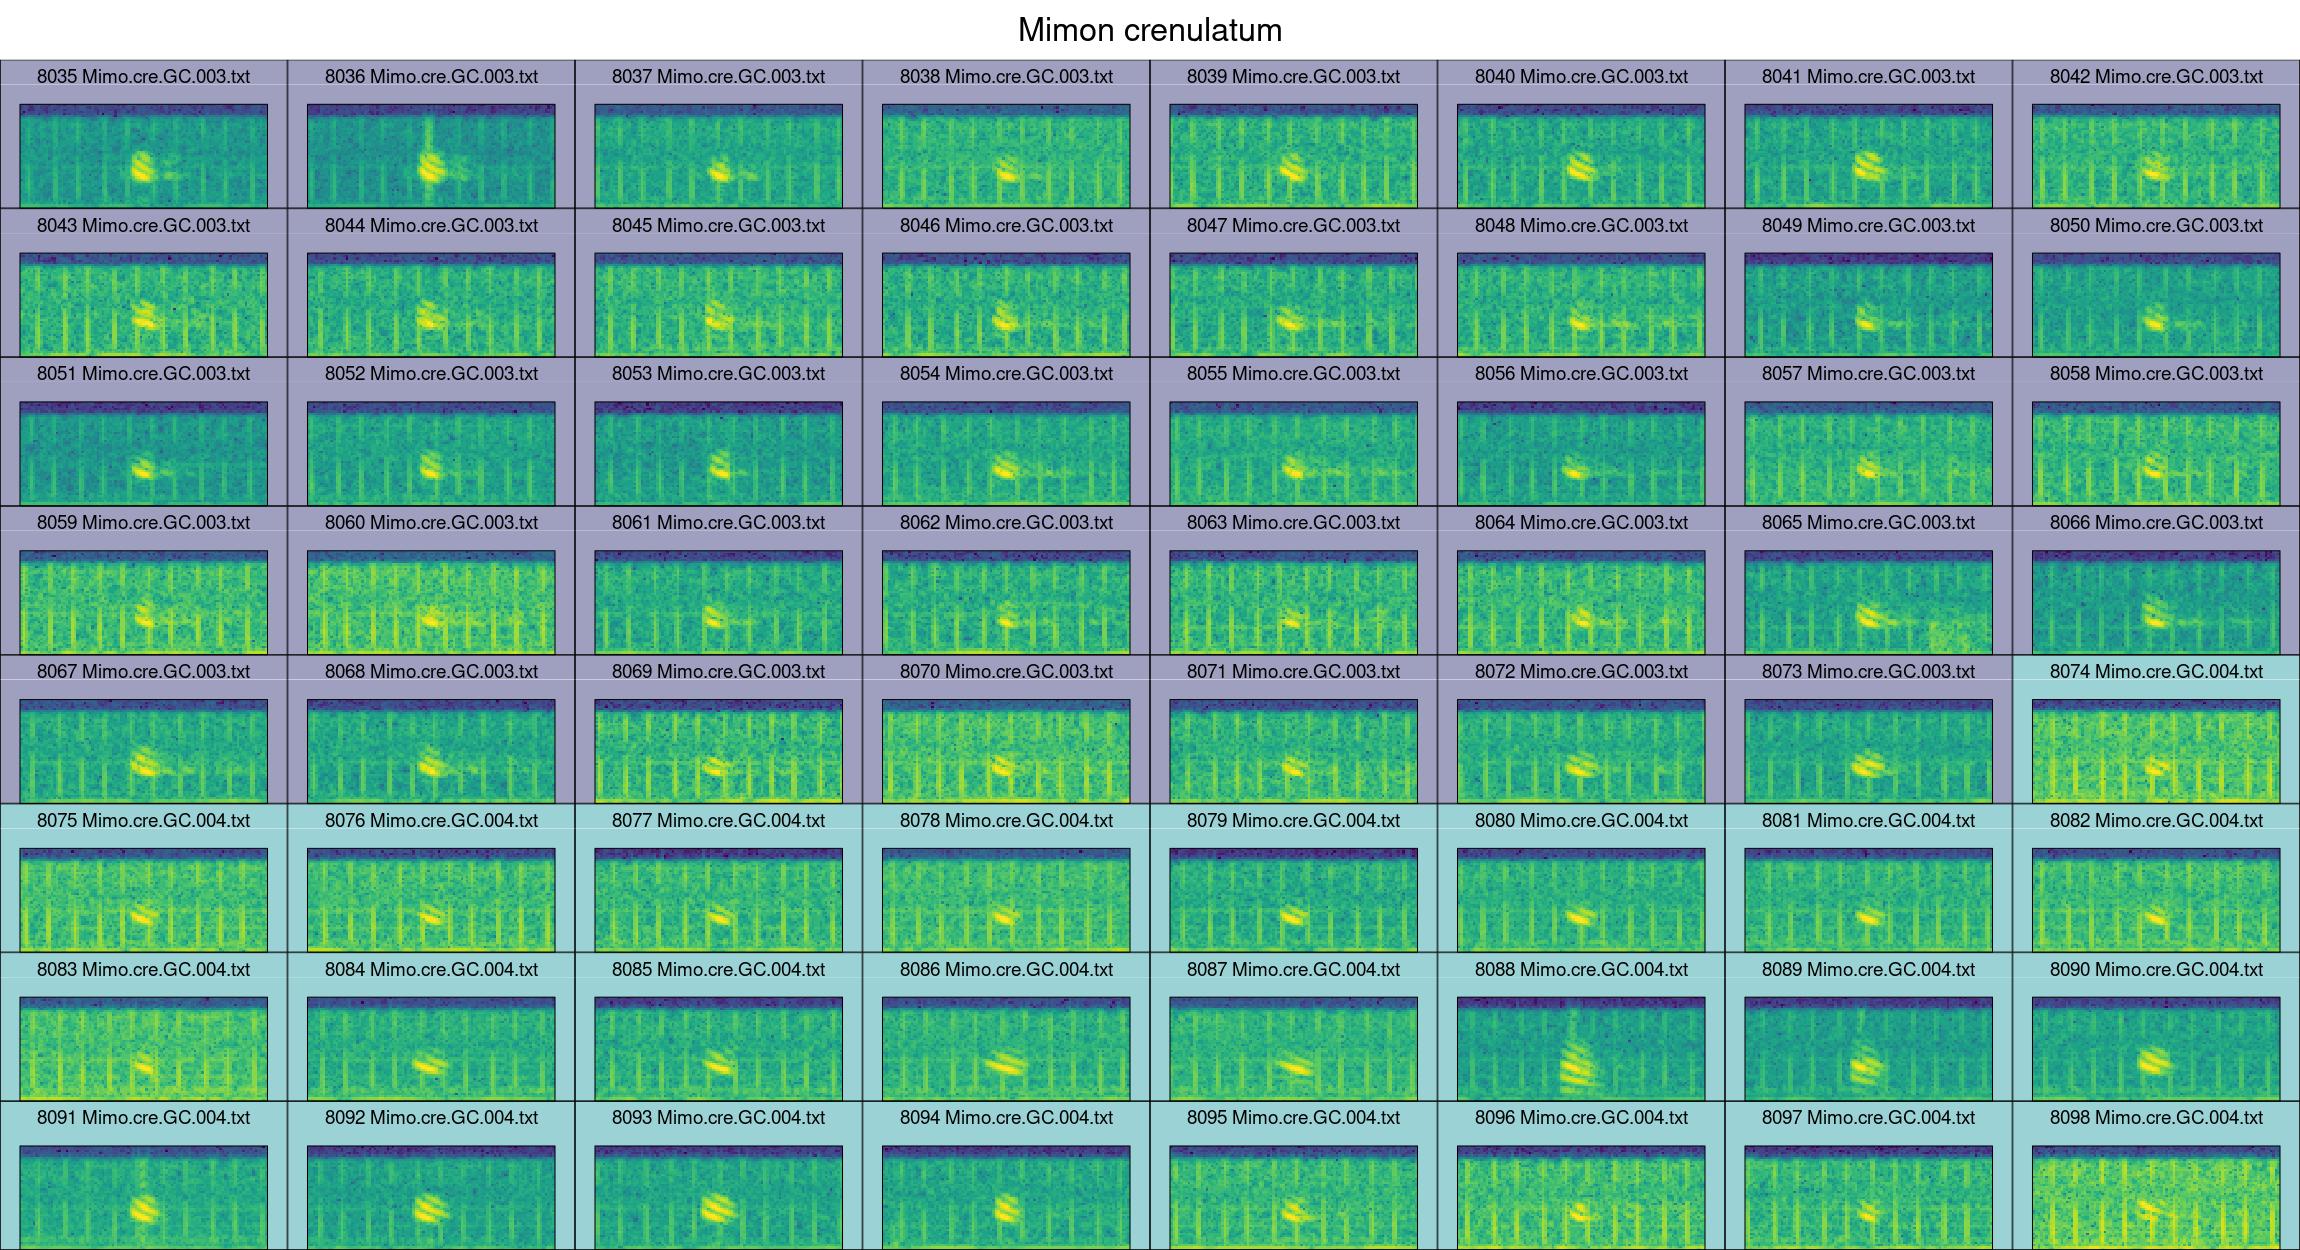 Mimon crenulatum
8035 Mimo.cre.GC.003.txt 8036 Mimo.cre.GC.003.txt 8037 Mimo.cre.GC.003.txt 8038 Mimo.cre.GC.003.txt 8039 Mimo.cre.GC.003.txt 8040 Mimo.cre.GC.003.txt 8041 Mimo.cre.GC.003.txt 8042 Mimo.cre.GC.003.txt
8043 Mimo.cre.GC.003.txt 8044 Mimo.cre.GC.003.txt 8045 Mimo.cre.GC.003.txt 8046 Mimo.cre.GC.003.txt 8047 Mimo.cre.GC.003.txt 8048 Mimo.cre.GC.003.txt 8049 Mimo.cre.GC.003.txt 8050 Mimo.cre.GC.003.txt
8051 Mimo.cre.GC.003.txt 8052 Mimo.cre.GC.003.txt 8053 Mimo.cre.GC.003.txt 8054 Mimo.cre.GC.003.txt 8055 Mimo.cre.GC.003.txt 8056 Mimo.cre.GC.003.txt 8057 Mimo.cre.GC.003.txt 8058 Mimo.cre.GC.003.txt
8059 Mimo.cre.GC.003.txt 8060 Mimo.cre.GC.003.txt 8061 Mimo.cre.GC.003.txt 8062 Mimo.cre.GC.003.txt 8063 Mimo.cre.GC.003.txt 8064 Mimo.cre.GC.003.txt 8065 Mimo.cre.GC.003.txt 8066 Mimo.cre.GC.003.txt
8067 Mimo.cre.GC.003.txt 8068 Mimo.cre.GC.003.txt 8069 Mimo.cre.GC.003.txt 8070 Mimo.cre.GC.003.txt 8071 Mimo.cre.GC.003.txt 8072 Mimo.cre.GC.003.txt 8073 Mimo.cre.GC.003.txt 8074 Mimo.cre.GC.004.txt
8075 Mimo.cre.GC.004.txt 8076 Mimo.cre.GC.004.txt 8077 Mimo.cre.GC.004.txt 8078 Mimo.cre.GC.004.txt 8079 Mimo.cre.GC.004.txt 8080 Mimo.cre.GC.004.txt 8081 Mimo.cre.GC.004.txt 8082 Mimo.cre.GC.004.txt
8083 Mimo.cre.GC.004.txt 8084 Mimo.cre.GC.004.txt 8085 Mimo.cre.GC.004.txt 8086 Mimo.cre.GC.004.txt 8087 Mimo.cre.GC.004.txt 8088 Mimo.cre.GC.004.txt 8089 Mimo.cre.GC.004.txt 8090 Mimo.cre.GC.004.txt
8091 Mimo.cre.GC.004.txt 8092 Mimo.cre.GC.004.txt 8093 Mimo.cre.GC.004.txt 8094 Mimo.cre.GC.004.txt 8095 Mimo.cre.GC.004.txt 8096 Mimo.cre.GC.004.txt 8097 Mimo.cre.GC.004.txt 8098 Mimo.cre.GC.004.txt